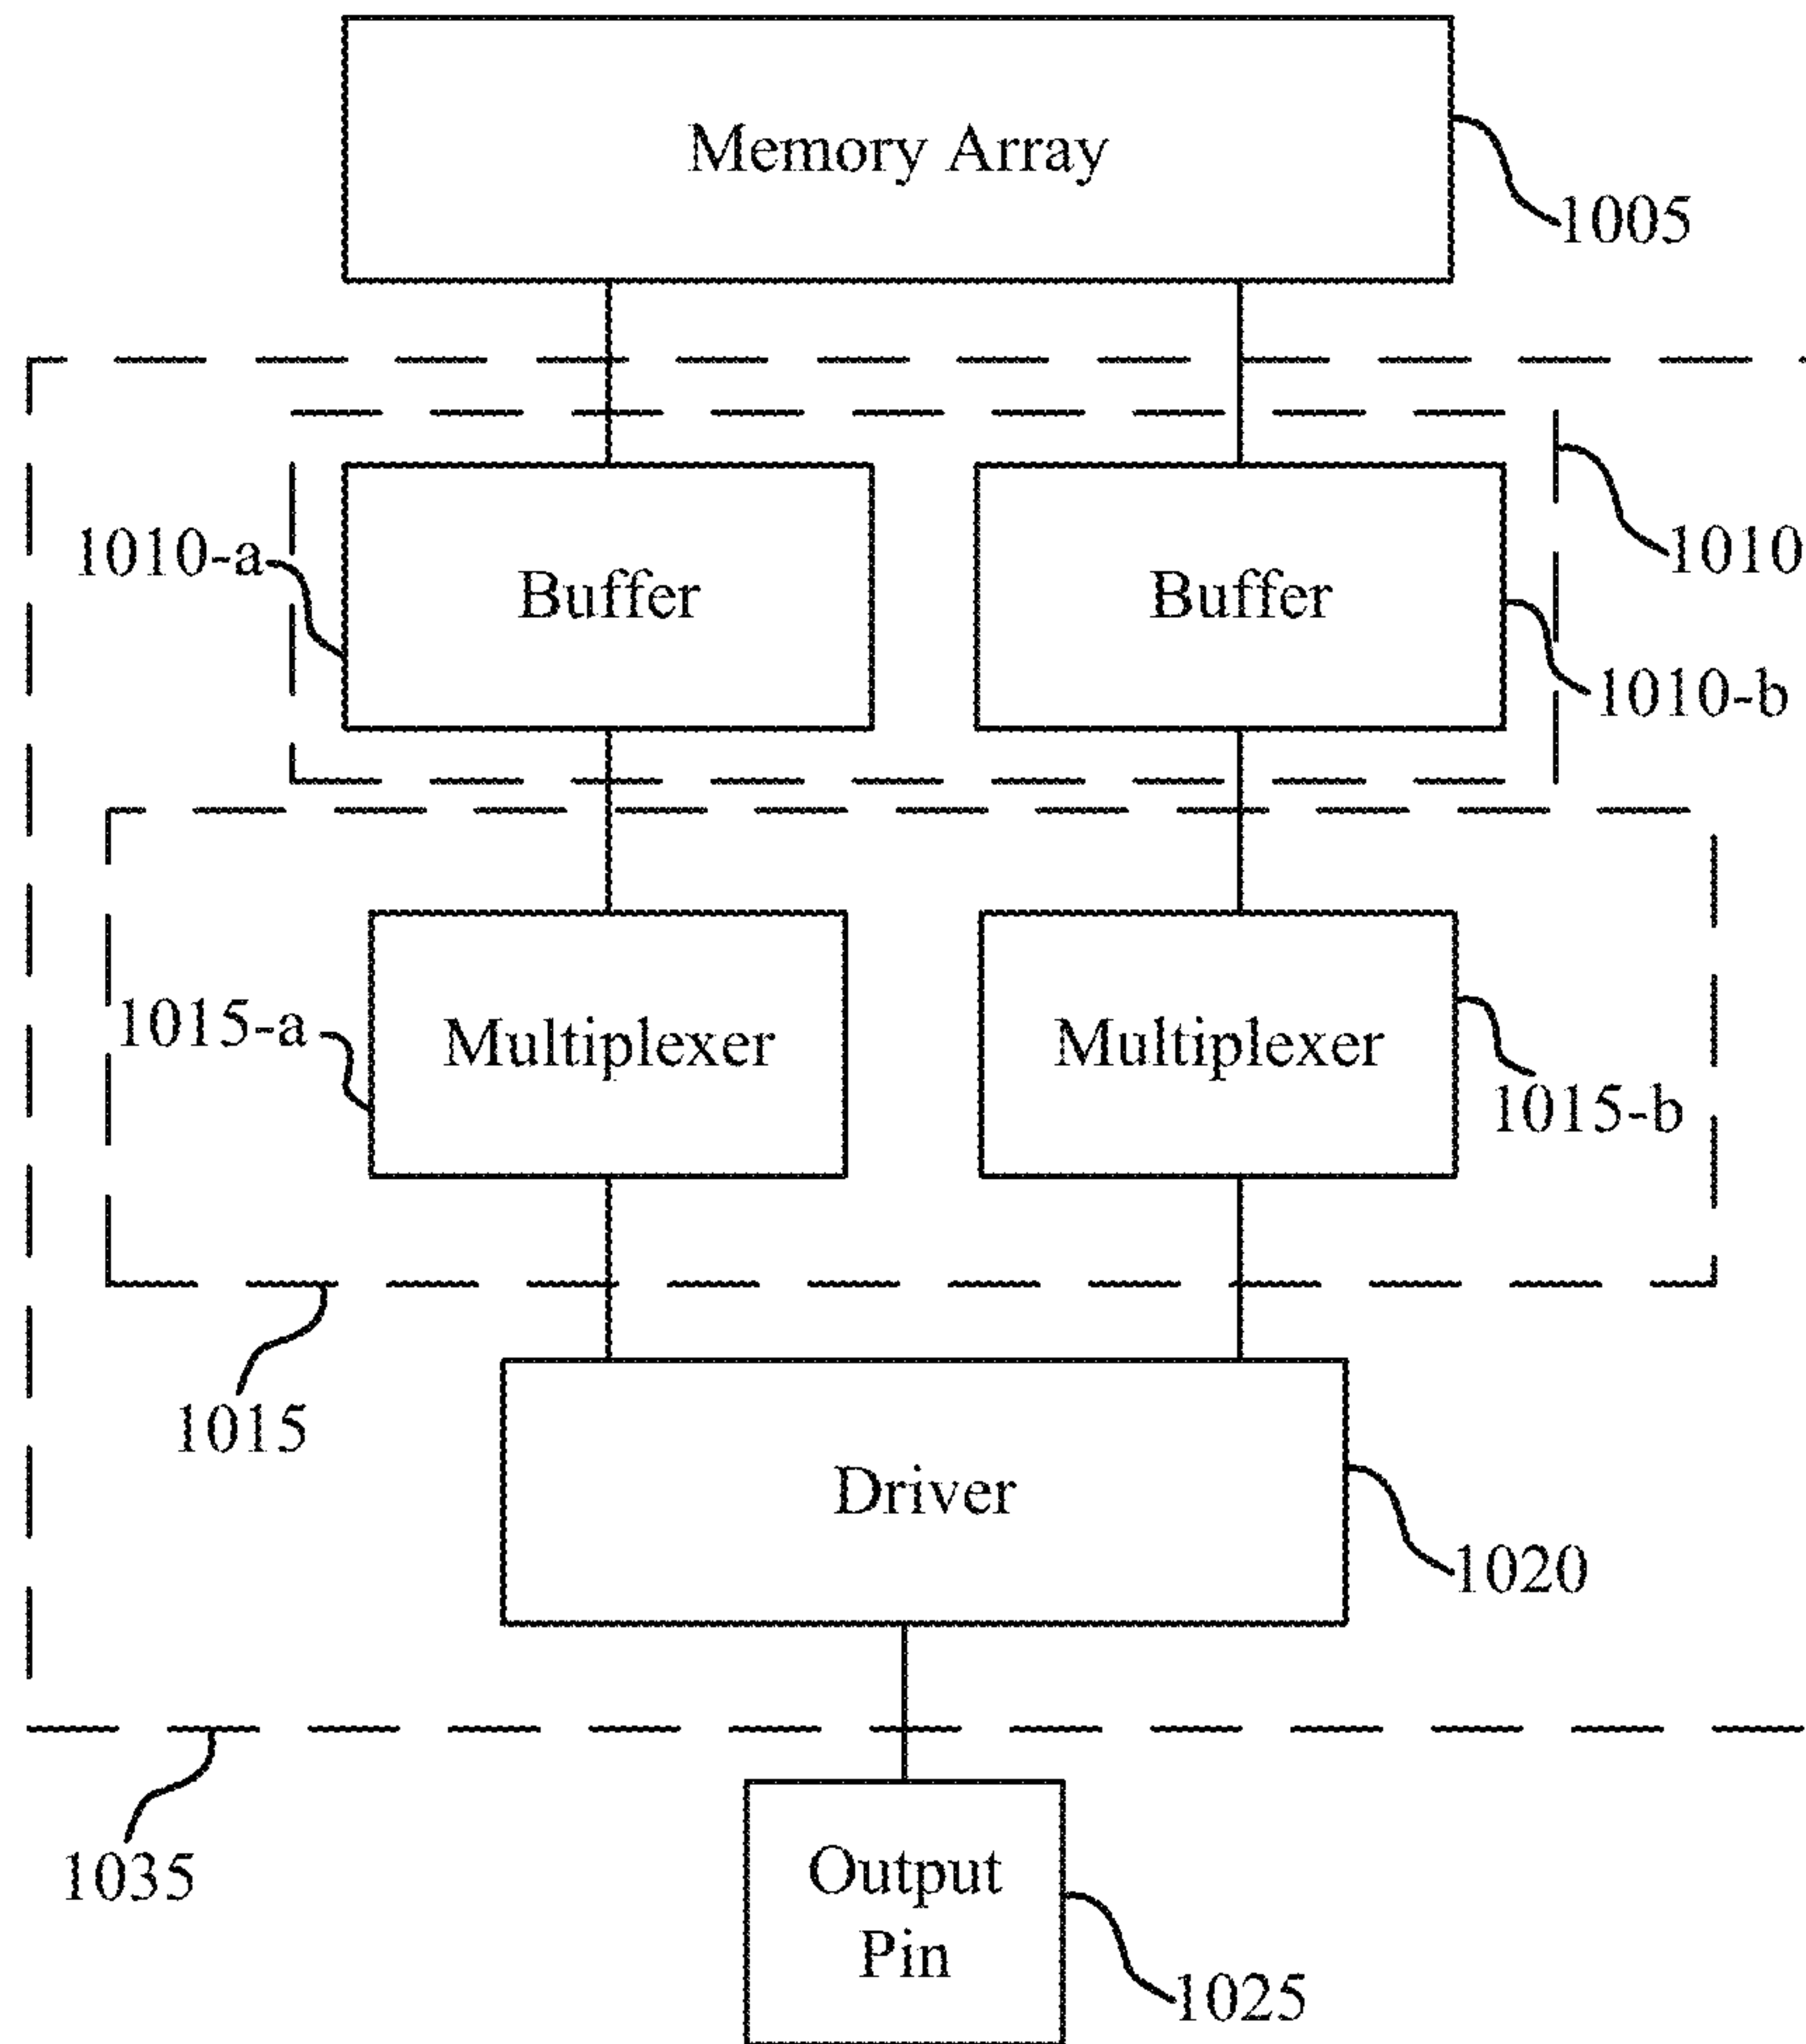 Memory Array
1005
1010-a
Buffer
Buffer
1010
1010-b
1015-a
Multiplexer
Multiplexer
1015-b
1015
Driver
1020
1035
Output
Pin
1025